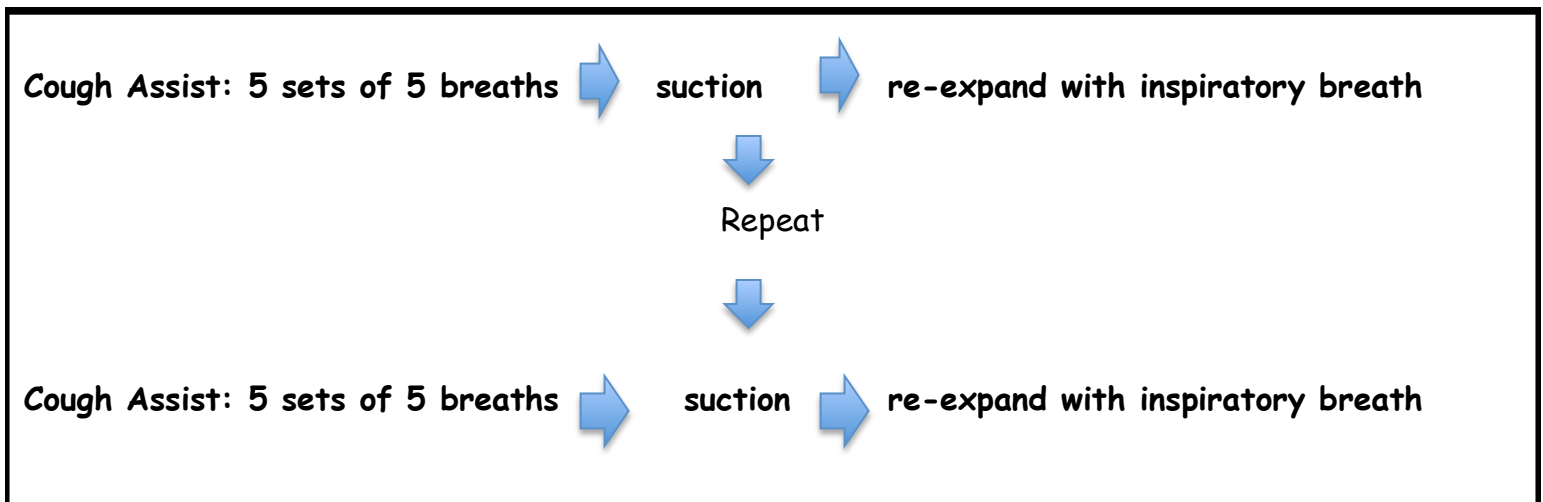 Cough Assist: 5 sets of 5 breaths suction re-expand with inspiratory breath
Repeat
Cough Assist: 5 sets of 5 breaths suction re-expand with inspiratory breath